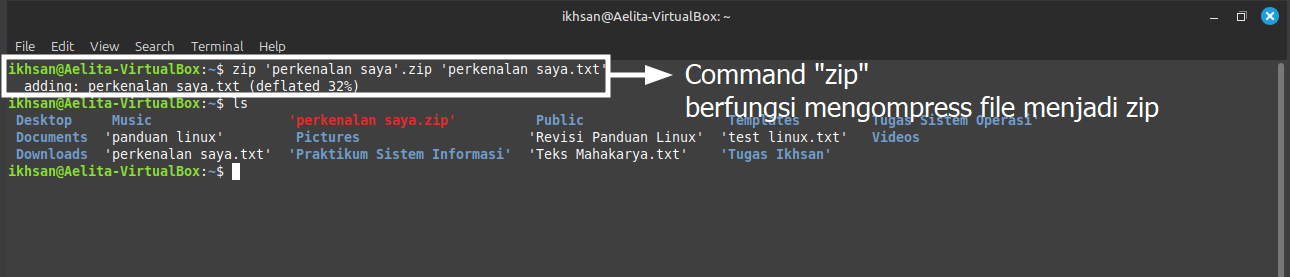 ikhsan@Aelita-VirtualBox: ~
File Edit View Search Terminal Help
ikhsan@Aelita-VirtualBox:~$ zip 'perkenalan saya'.zip 'perkenalan saya.txt'
adding: perkenalan saya.txt (deflated 32%)
Command "zip"
berfungsi mengompress file menjadi zip
ikhsan@Aelita-VirtualBox:~$ ls
Desktop Music 'perkenalan saya.zip' Public Templates 'Tugas Sistem Operasi'
Documents 'panduan linux' Pictures 'Revisi Panduan Linux' 'test linux.txt' Videos
Downloads 'perkenalan saya.txt' 'Praktikum Sistem Informasi' 'Teks Mahakarya.txt' 'Tugas Ikhsan'
ikhsan@Aelita-VirtualBox:~$